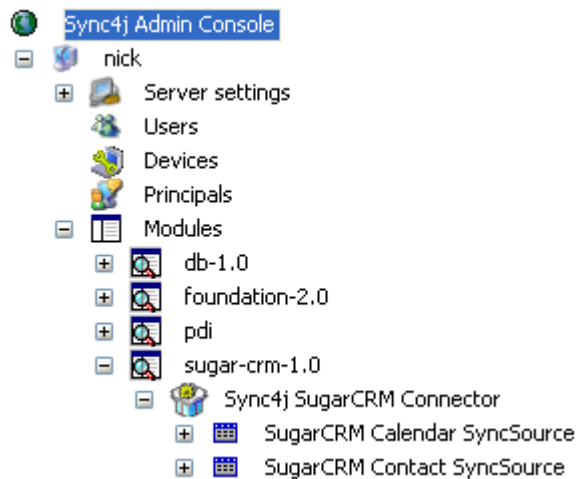 Sync4j Admin Console
nick
Server settings
Users
Devices
Principals
Modules
db-1.0
foundation-2.0
pdi
sugar-crm-1.0
Sync4j SugarCRM Connector
SugarCRM Calendar SyncSource
SugarCRM Contact SyncSource